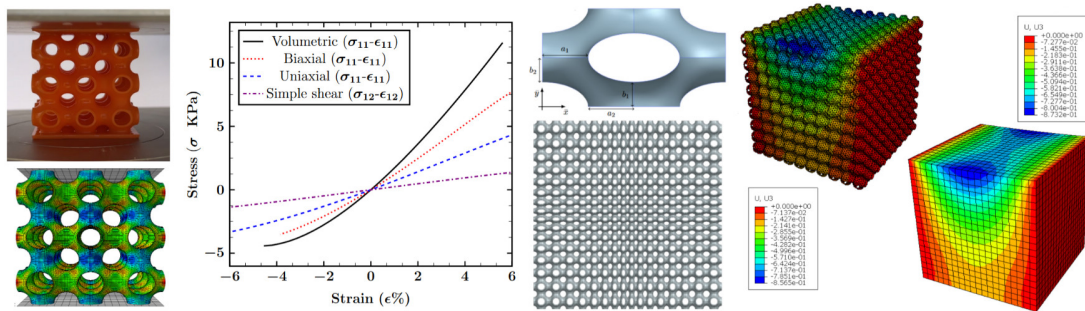 Volumetric (σ₁₁-ϵ₁₁)
Biaxial (σ₁₁-ϵ₁₁)
Uniaxial (σ₁₁-ϵ₁₁)
Simple shear (σ₁₂-ϵ₁₂)
Stress (σ KPa)
10
5
0
−5
−6
−4
−2
0
2
4
6
Strain (ϵ%)
a₁
b₂
b₁
y
x
a₂
U, U3
+0.000e+00
-7.277e-02
-1.455e-01
-2.183e-01
-2.911e-01
-3.638e-01
-4.366e-01
-5.094e-01
-5.821e-01
-6.549e-01
-7.277e-01
-8.004e-01
-8.732e-01
U, U3
+0.000e+00
-7.137e-02
-1.427e-01
-2.141e-01
-2.855e-01
-3.569e-01
-4.282e-01
-4.996e-01
-5.710e-01
-6.424e-01
-7.137e-01
-7.851e-01
-8.565e-01